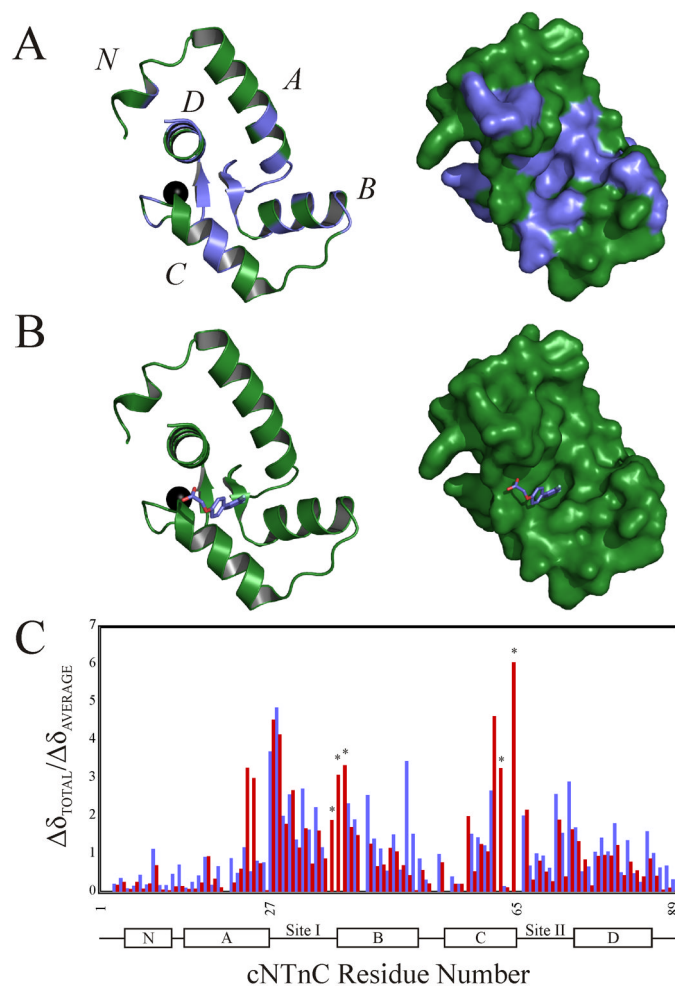 A
N
D
A
B
C
B
C
7
6
5
4
3
2
1
0
ΔδTOTAL/ΔδAVERAGE
* * * * *
1 27 65 89
N A Site I B C Site II D
cNTnC Residue Number